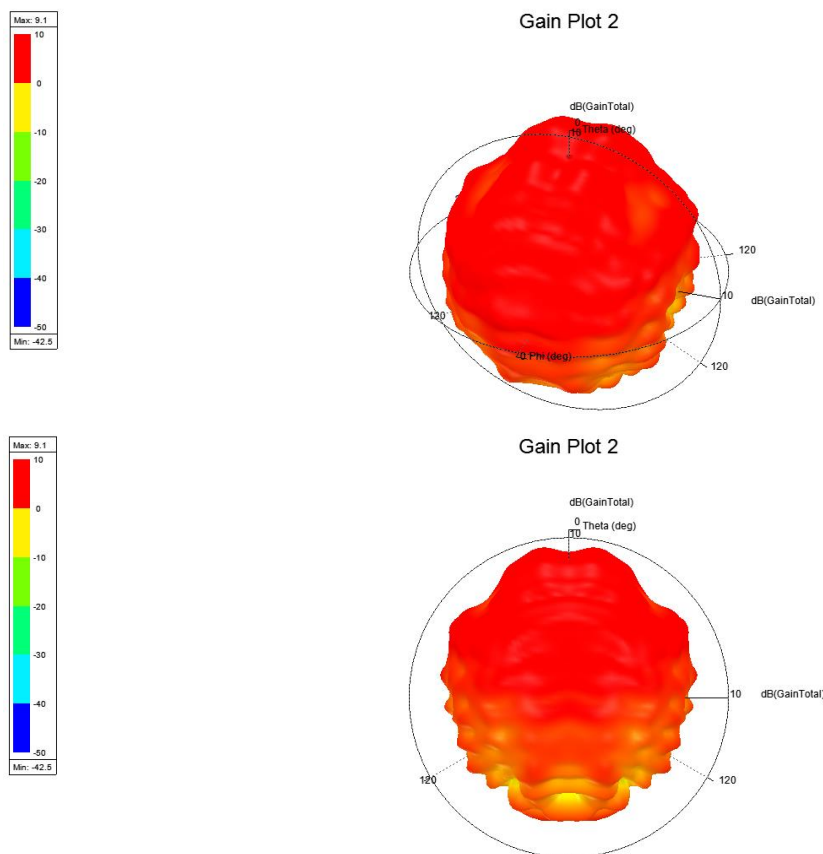 Gain Plot 2
Max: 9.1
10
0
-10
-20
-30
-40
-50
Min: -42.5
dB(GainTotal)
0
10
Theta (deg)
120
10
dB(GainTotal)
120
Phi (deg)
120
Gain Plot 2
Max: 9.1
10
0
-10
-20
-30
-40
-50
Min: -42.5
dB(GainTotal)
0
10
Theta (deg)
10
dB(GainTotal)
120
120